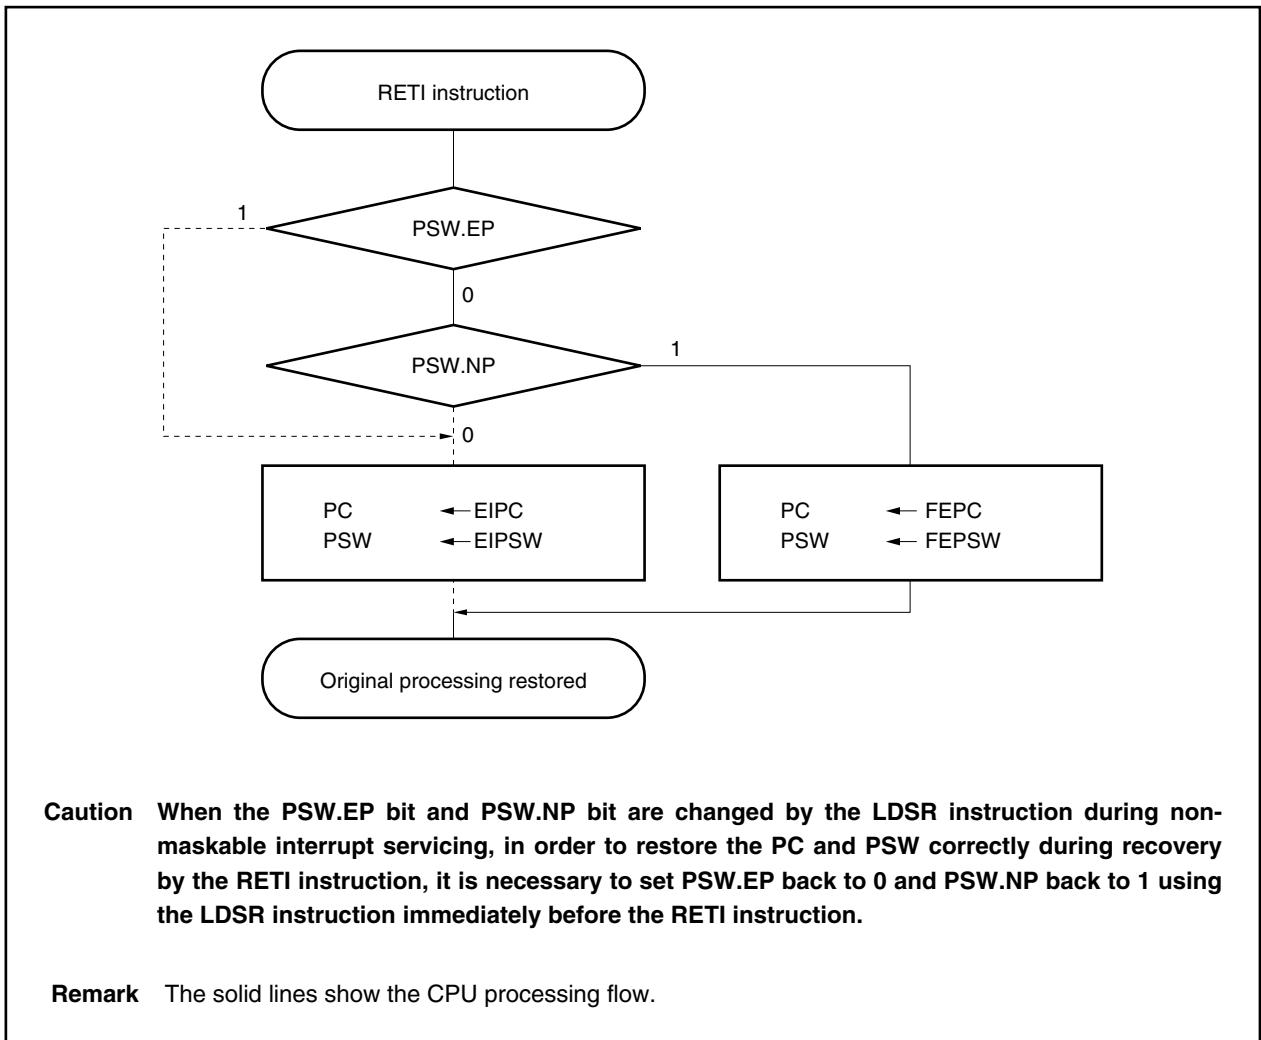 RETI instruction
1
PSW.EP
0
1
PSW.NP
0
PC ← EIPC
PSW ← EIPSW
PC ← FEPC
PSW ← FEPSW
Original processing restored
Caution When the PSW.EP bit and PSW.NP bit are changed by the LDSR instruction during non-
maskable interrupt servicing, in order to restore the PC and PSW correctly during recovery
by the RETI instruction, it is necessary to set PSW.EP back to 0 and PSW.NP back to 1 using
the LDSR instruction immediately before the RETI instruction.
Remark The solid lines show the CPU processing flow.